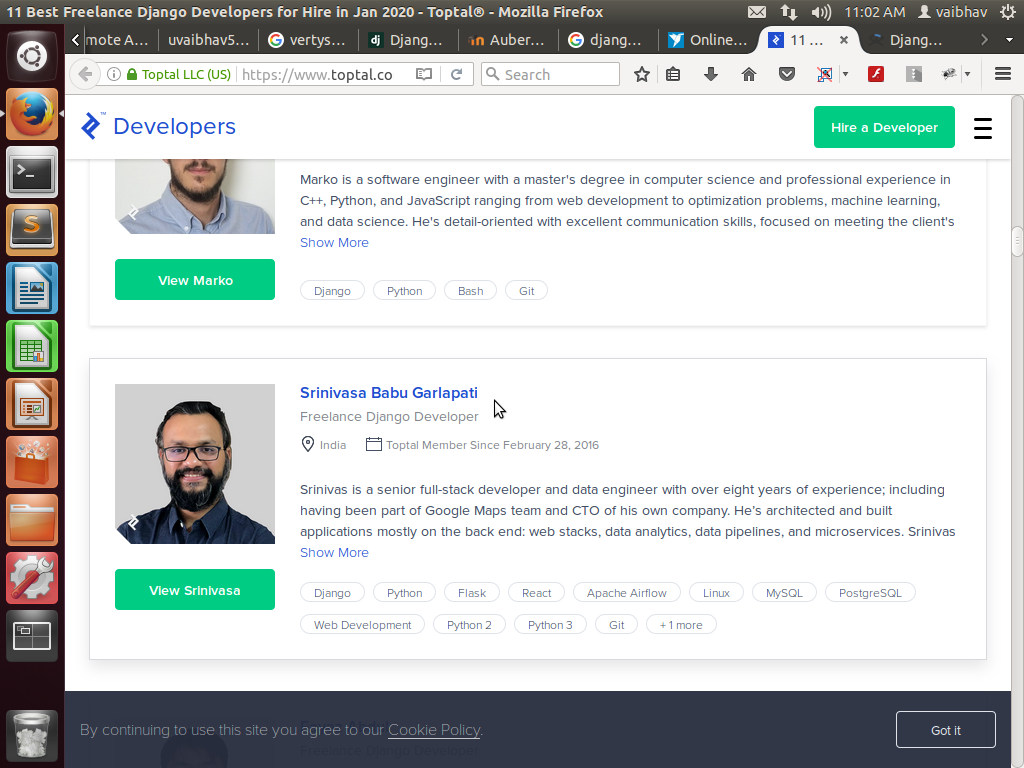 11 Best Freelance Django Developers for Hire in Jan 2020 - Toptal® - Mozilla Firefox
11:02 AM vaibhav
mote A... uvaibhav5... vertys... Djang... Auber... djang... Online... 11 ... Djang...
Toptal LLC (US) https://www.toptal.co Search
Developers
Hire a Developer
Marko is a software engineer with a master's degree in computer science and professional experience in
C++, Python, and JavaScript ranging from web development to optimization problems, machine learning,
and data science. He's detail-oriented with excellent communication skills, focused on meeting the client's
Show More
View Marko
Django Python Bash Git
Srinivasa Babu Garlapati
Freelance Django Developer
India Toptal Member Since February 28, 2016
Srinivas is a senior full-stack developer and data engineer with over eight years of experience; including
having been part of Google Maps team and CTO of his own company. He's architected and built
applications mostly on the back end: web stacks, data analytics, data pipelines, and microservices. Srinivas
Show More
View Srinivasa
Django Python Flask React Apache Airflow Linux MySQL PostgreSQL
Web Development Python 2 Python 3 Git + 1 more
By continuing to use this site you agree to our Cookie Policy.
Got it
Freelance Django Developer